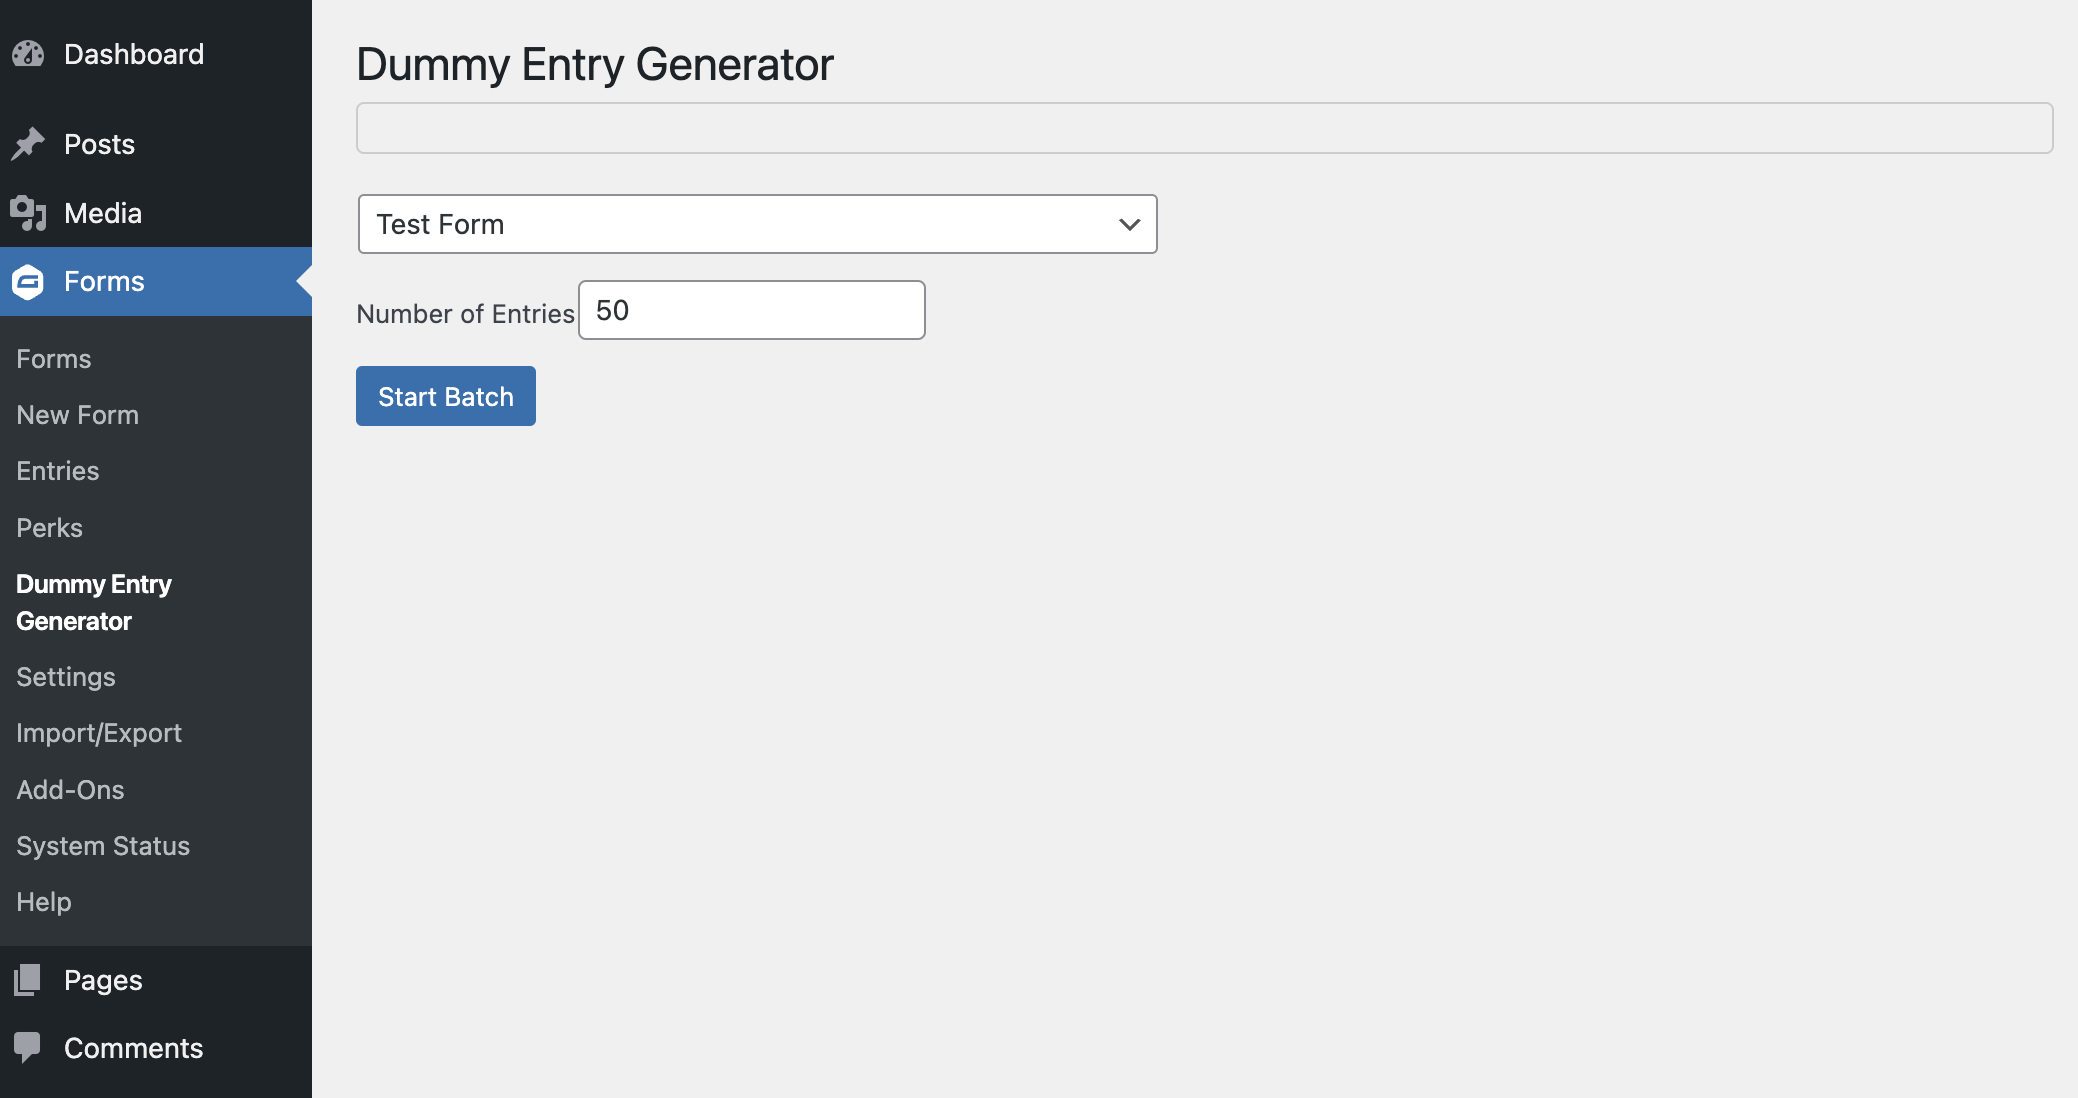 Dashboard
Posts
Media
Forms
Forms
New Form
Entries
Perks
Dummy Entry
Generator
Settings
Import/Export
Add-Ons
System Status
Help
Pages
Comments
Dummy Entry Generator
Test Form
Number of Entries 50
Start Batch